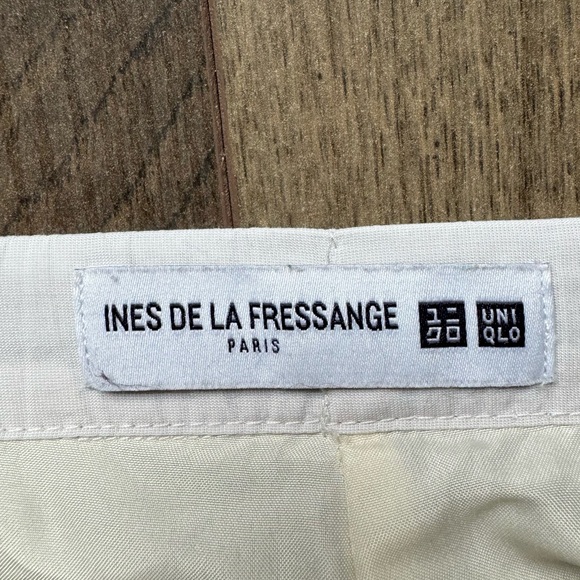 INES DE LA FRESSANGE
PARIS
ユニ
クロ
UNI
QLO